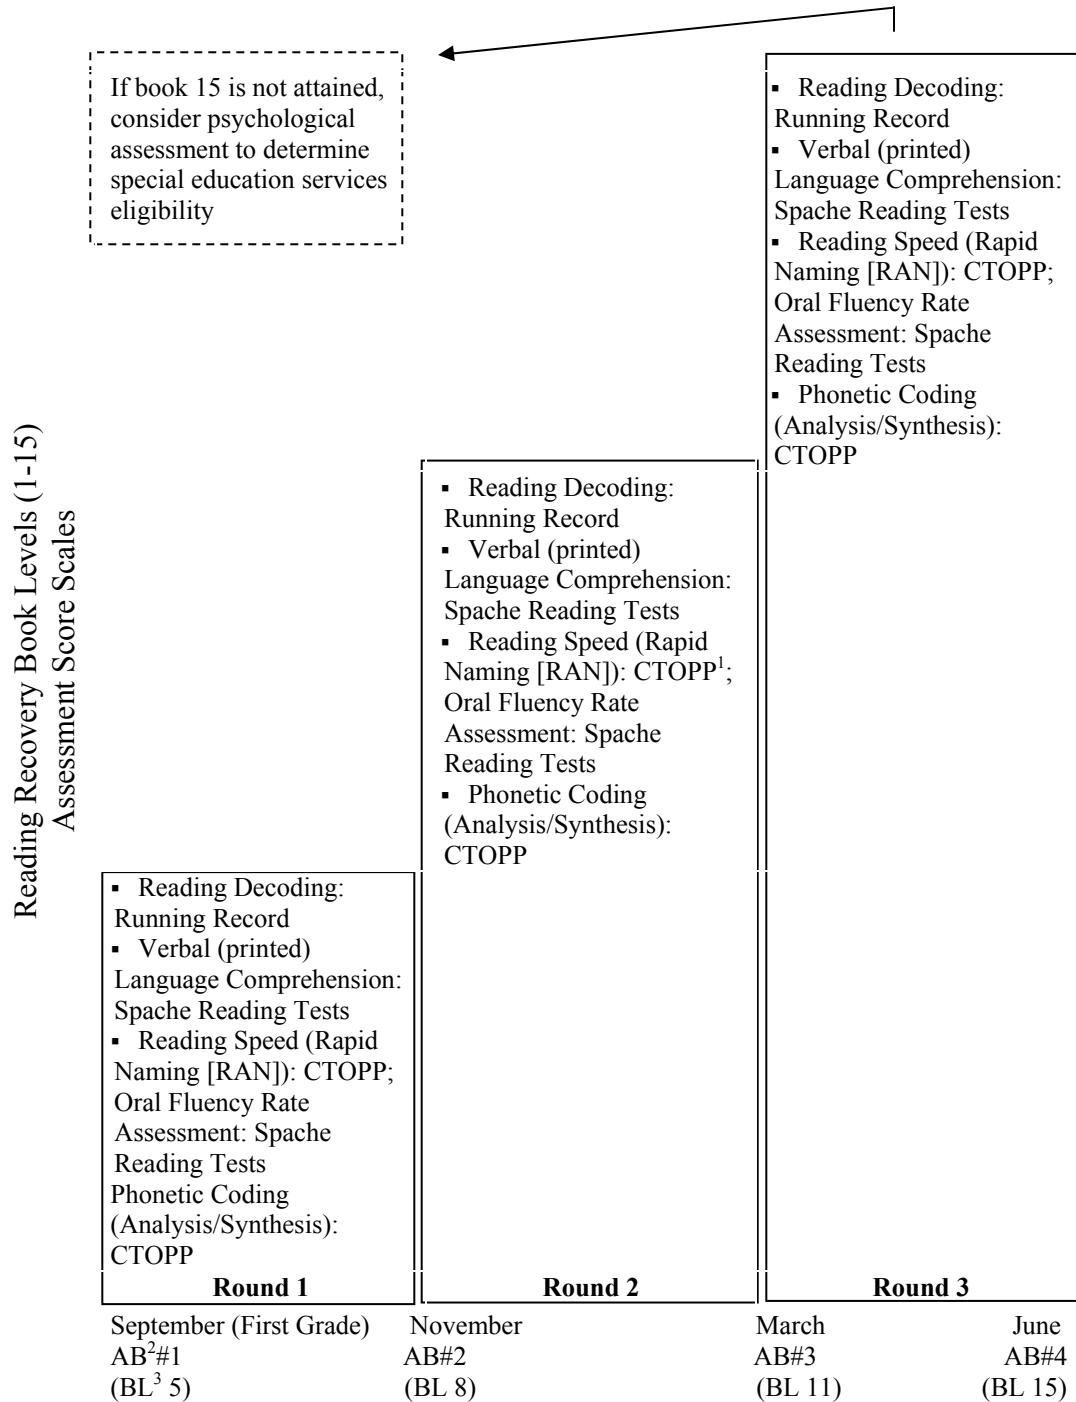 If book 15 is not attained,
consider psychological
assessment to determine
special education services
eligibility
▪ Reading Decoding:
Running Record
▪ Verbal (printed)
Language Comprehension:
Spache Reading Tests
▪ Reading Speed (Rapid
Naming [RAN]): CTOPP;
Oral Fluency Rate
Assessment: Spache
Reading Tests
▪ Phonetic Coding
(Analysis/Synthesis):
CTOPP
Reading Recovery Book Levels (1-15)
Assessment Score Scales
▪ Reading Decoding:
Running Record
▪ Verbal (printed)
Language Comprehension:
Spache Reading Tests
▪ Reading Speed (Rapid
Naming [RAN]): CTOPP¹;
Oral Fluency Rate
Assessment: Spache
Reading Tests
▪ Phonetic Coding
(Analysis/Synthesis):
CTOPP
▪ Reading Decoding:
Running Record
▪ Verbal (printed)
Language Comprehension:
Spache Reading Tests
▪ Reading Speed (Rapid
Naming [RAN]): CTOPP;
Oral Fluency Rate
Assessment: Spache
Reading Tests
Phonetic Coding
(Analysis/Synthesis):
CTOPP
Round 1 Round 2 Round 3
September (First Grade) November March June
AB²#1 AB#2 AB#3 AB#4
(BL³ 5) (BL 8) (BL 11) (BL 15)